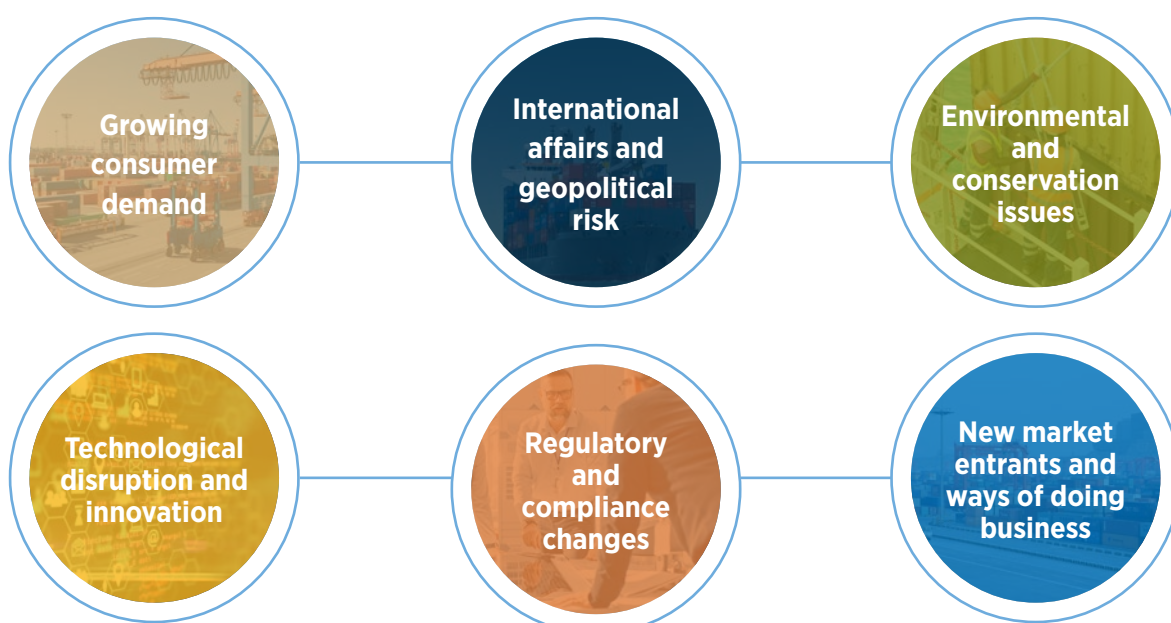 Growing
consumer
demand
International
affairs and
geopolitical
risk
Environmental
and
conservation
issues
Technological
disruption and
innovation
Regulatory
and
compliance
changes
New market
entrants and
ways of doing
business